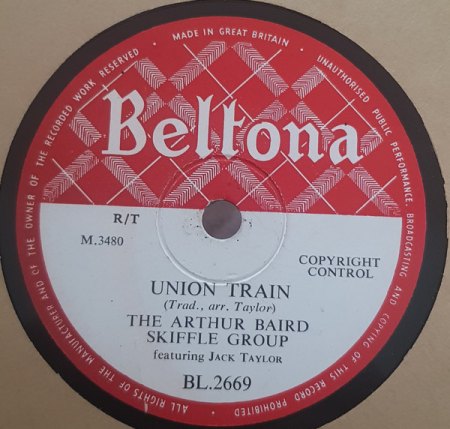 ALL RIGHTS OF THE MANUFACTURERS AND OF THE OWNER OF THE RECORDED WORK RESERVED • MADE IN GREAT BRITAIN • UNAUTHORISED PUBLIC PERFORMANCE BROADCASTING AND COPYING OF THIS RECORD PROHIBITED
Beltona
R/T
M.3480
COPYRIGHT
CONTROL
UNION TRAIN
(Trad., arr. Taylor)
THE ARTHUR BAIRD
SKIFFLE GROUP
featuring JACK TAYLOR
BL.2669